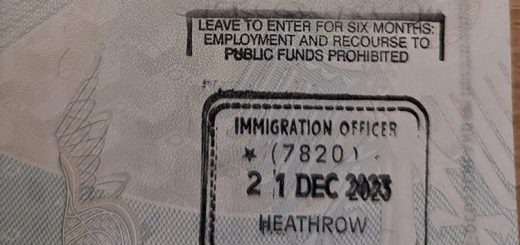 LEAVE TO ENTER FOR SIX MONTHS:
EMPLOYMENT AND RECOURSE TO
PUBLIC FUNDS PROHIBITED
IMMIGRATION OFFICER
★ (7820)
21 DEC 2023
HEATHROW